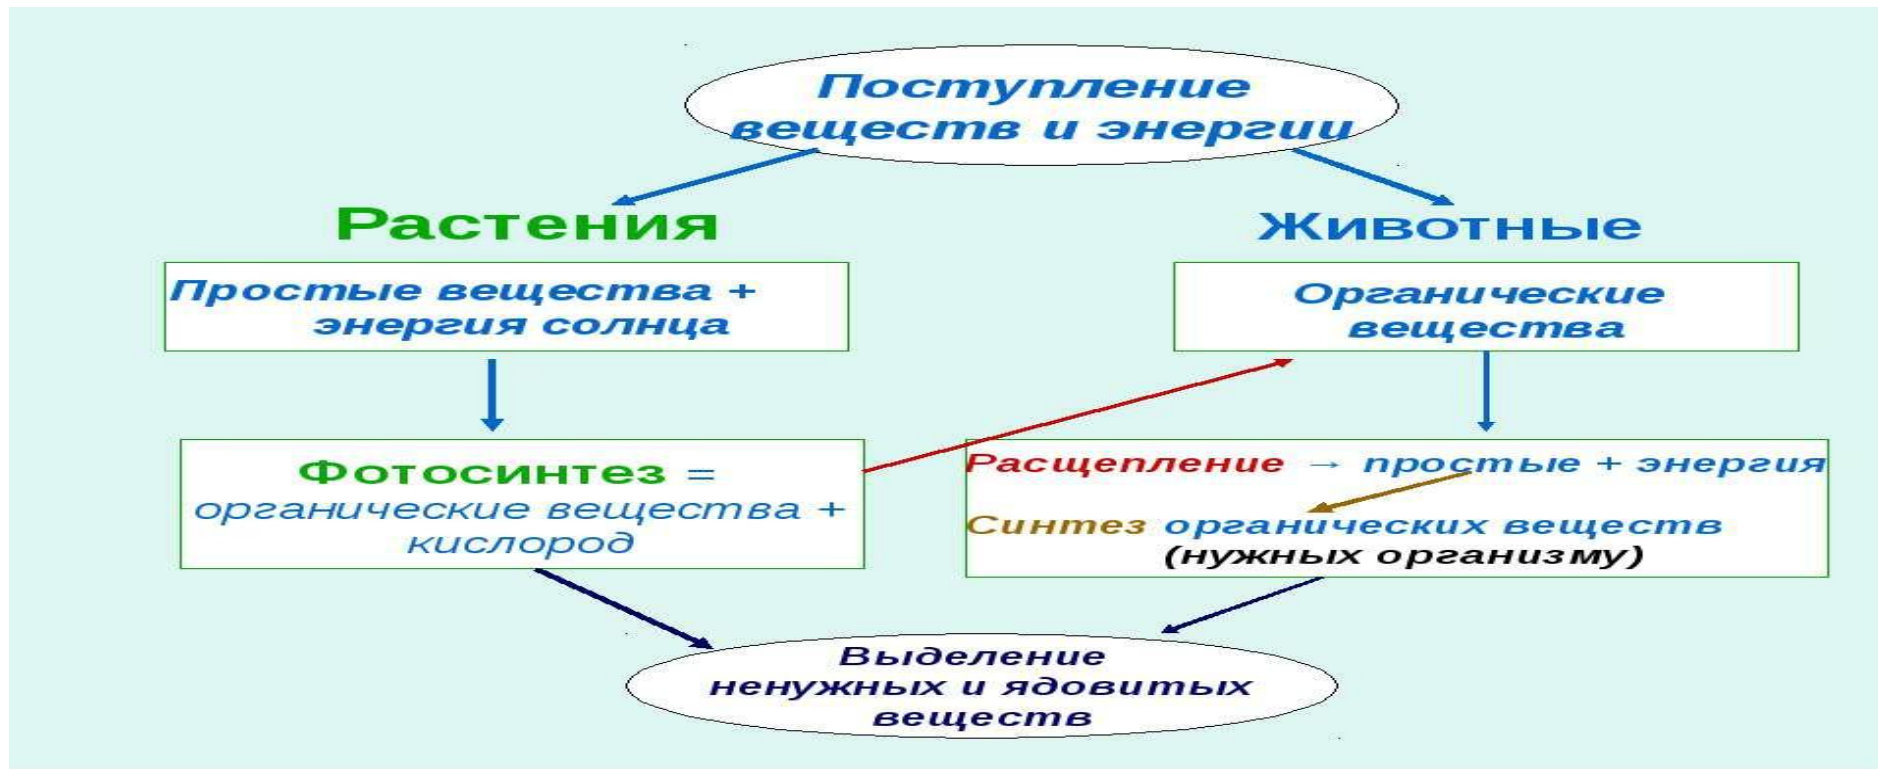 Поступление
веществ и энергии
Растения
Животные
Простые вещества +
энергия солнца
Органические
вещества
Фотосинтез =
органические вещества +
кислород
Расщепление → простые + энергия
Синтез органических веществ
(нужных организму)
Выделение
ненужных и ядовитых
веществ